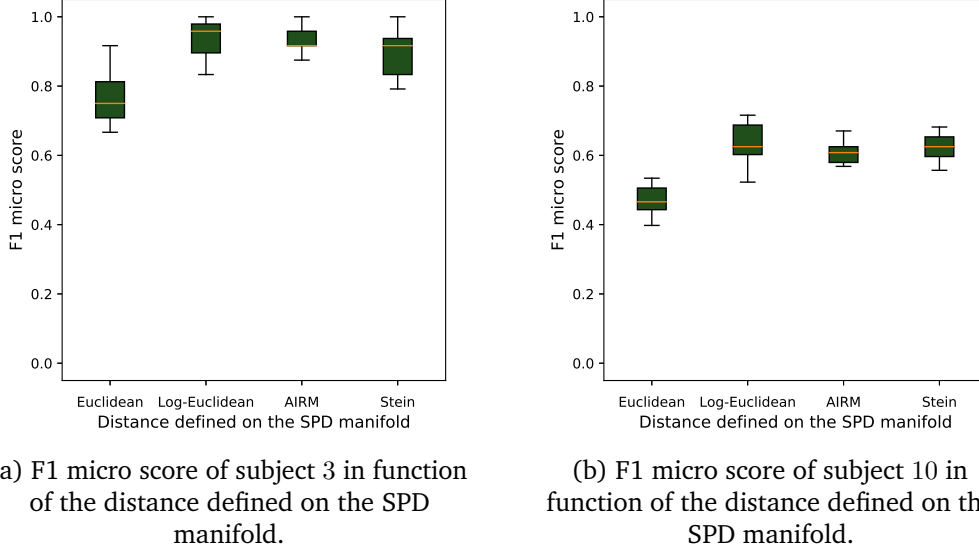 1.0
0.8
0.6
0.4
0.2
0.0
F1 micro score
Euclidean Log-Euclidean AIRM Stein
Distance defined on the SPD manifold
a) F1 micro score of subject 3 in function
of the distance defined on the SPD
manifold.
1.0
0.8
0.6
0.4
0.2
0.0
F1 micro score
Euclidean Log-Euclidean AIRM Stein
Distance defined on the SPD manifold
(b) F1 micro score of subject 10 in
function of the distance defined on th
SPD manifold.